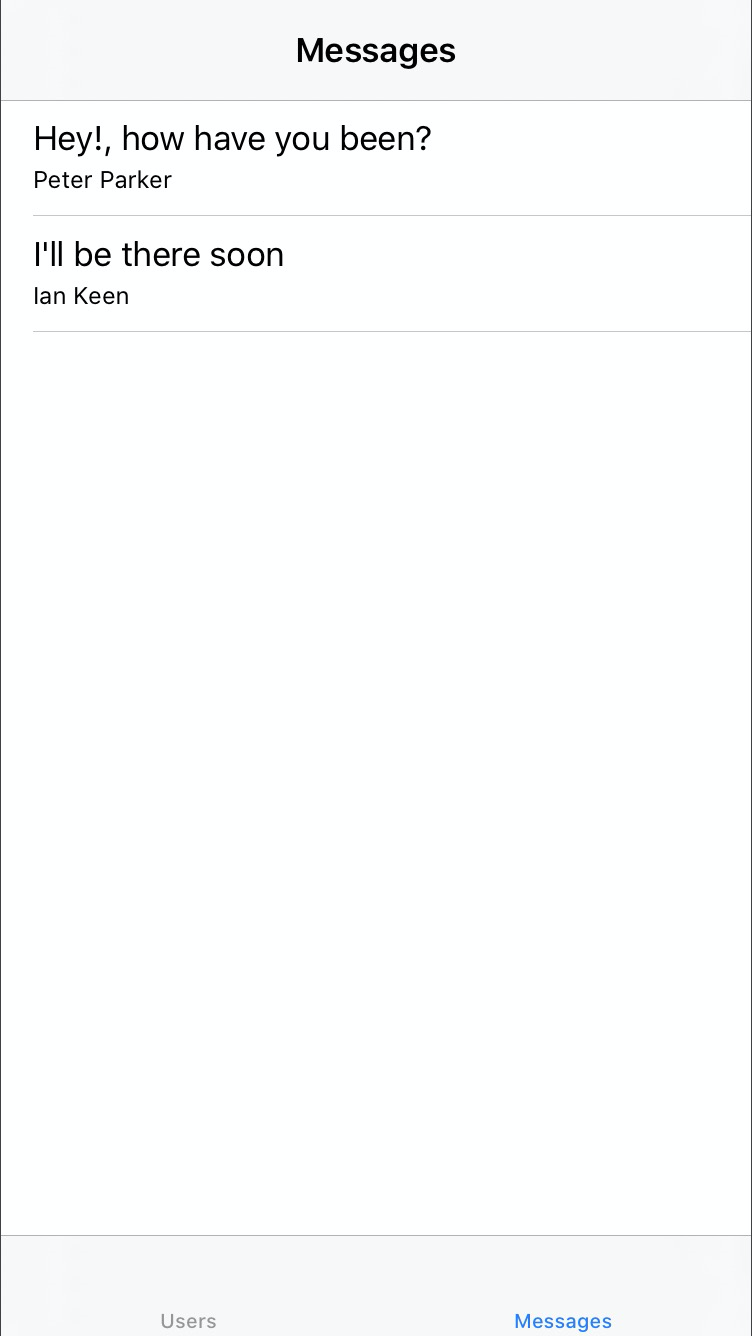 Messages
Hey!, how have you been?
Peter Parker
I'll be there soon
Ian Keen
Users
Messages